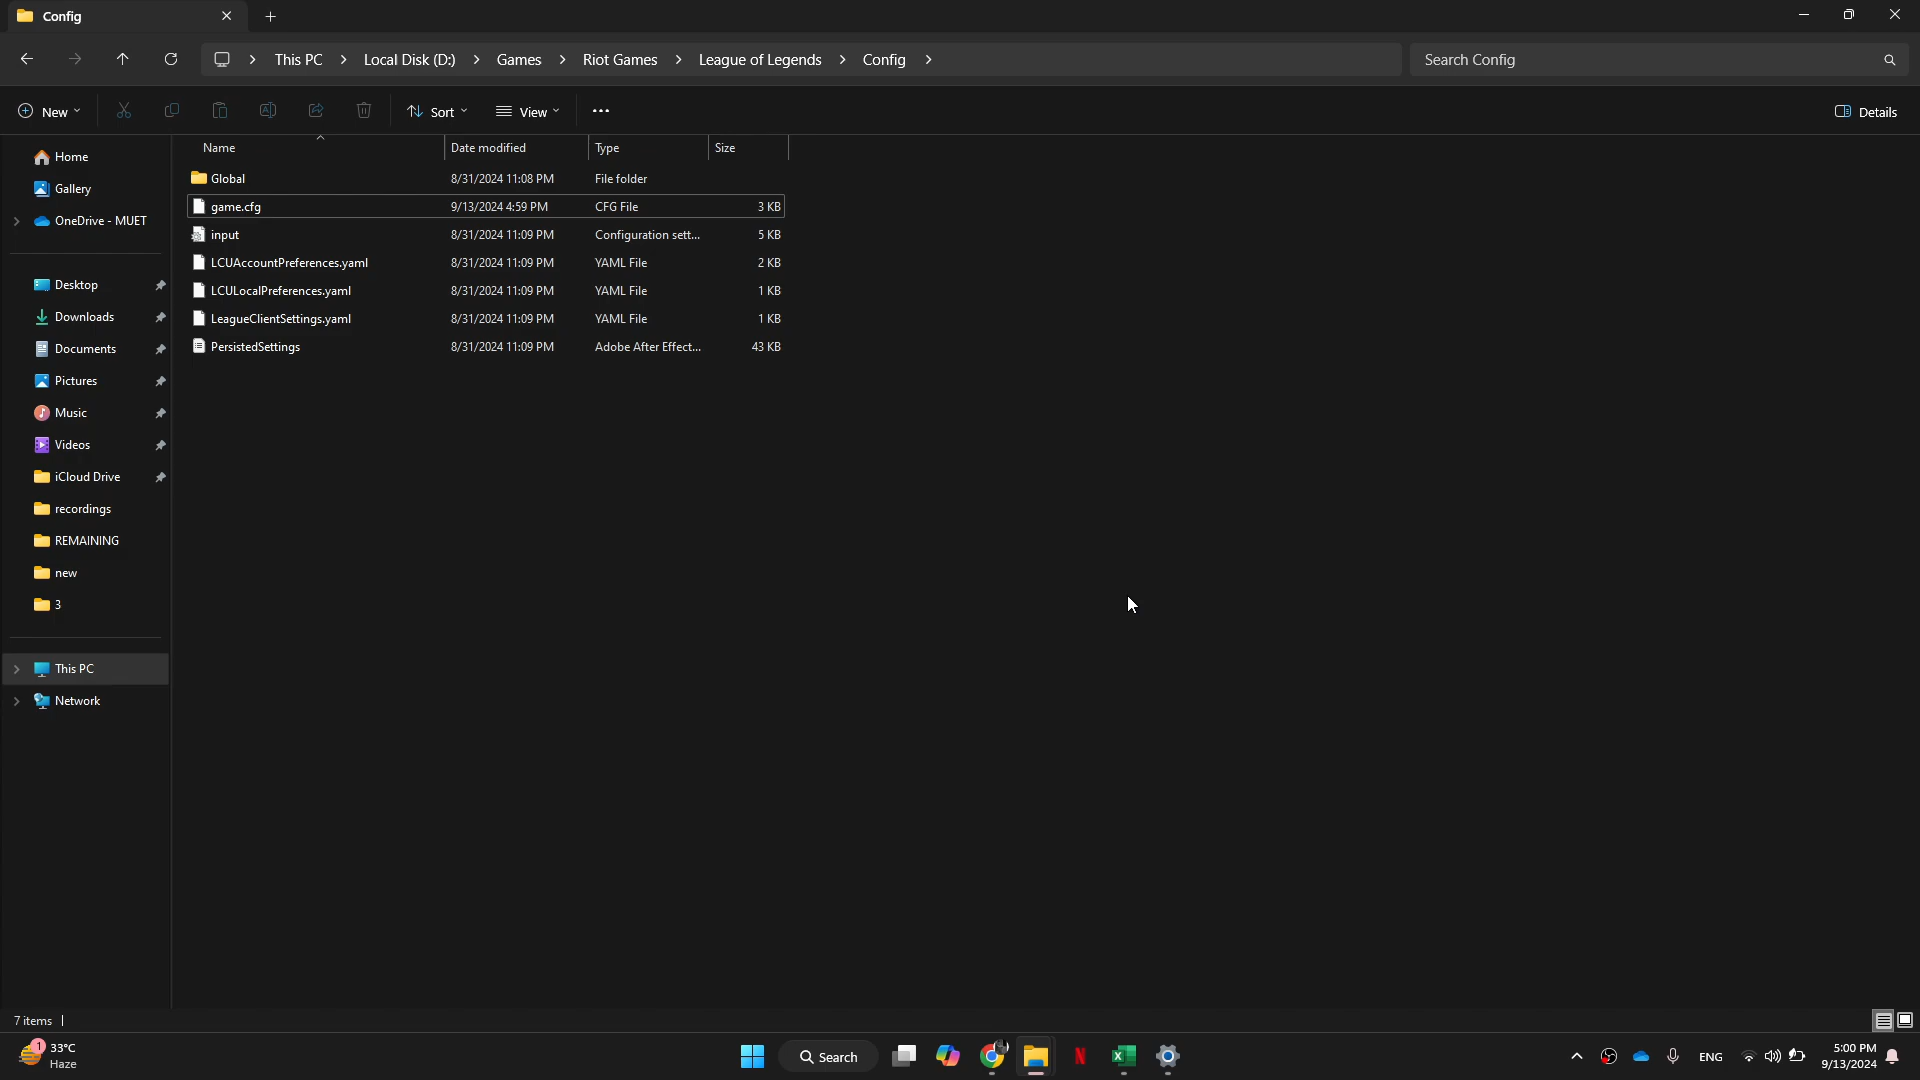 Config
This PC > Local Disk (D:) > Games > Riot Games > League of Legends > Config >
Search Config
New
Sort
View
Details
Name Date modified Type Size
Global 8/31/2024 11:08 PM File folder
game.cfg 9/13/2024 4:59 PM CFG File 3 KB
input 8/31/2024 11:09 PM Configuration sett... 5 KB
LCUAccountPreferences.yaml 8/31/2024 11:09 PM YAML File 2 KB
LCULocalPreferences.yaml 8/31/2024 11:09 PM YAML File 1 KB
LeagueClientSettings.yaml 8/31/2024 11:09 PM YAML File 1 KB
PersistedSettings 8/31/2024 11:09 PM Adobe After Effect... 43 KB
Home
Gallery
OneDrive - MUET
Desktop
Downloads
Documents
Pictures
Music
Videos
iCloud Drive
recordings
REMAINING
new
3
This PC
Network
7 items
1
33°C
Haze
Search
N
X
ENG
5:00 PM
9/13/2024